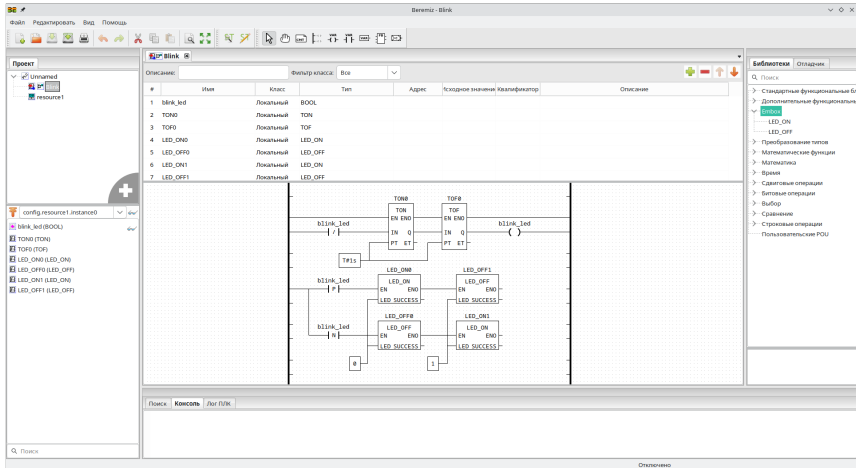 Beremiz - Blink
Файл Редактировать Вид Помощь
Проект
Unnamed
resource1
config.resource1.instance0
blink_led (BOOL)
TON0 (TON)
TOF0 (TOF)
LED_ON0 (LED_ON)
LED_OFF0 (LED_OFF)
LED_ON1 (LED_ON)
LED_OFF1 (LED_OFF)
Поиск
Blink
Описание: Фильтр класса: Все
# Имя Класс Тип Адрес Исходное значени Квалификатор Описание
1 blink_led Локальный BOOL
2 TON0 Локальный TON
3 TOF0 Локальный TOF
4 LED_ON0 Локальный LED_ON
5 LED_OFF0 Локальный LED_OFF
6 LED_ON1 Локальный LED_ON
7 LED_OFF1 Локальный LED_OFF
TON0 TOF0
TON TOF
EN ENO EN ENO
blink_led blink_led
/ IN Q IN Q
PT ET PT ET
T#1s
LED_ON0 LED_OFF1
blink_led LED_ON LED_OFF
P EN ENO EN ENO
LED SUCCESS LED SUCCESS
LED_OFF0 LED_ON1
blink_led LED_OFF LED_ON
N EN ENO EN ENO
LED SUCCESS LED SUCCESS
0 1
Поиск Консоль Лог ПЛК
Библиотеки Отладчик
Поиск
Стандартные функциональные бл
Дополнительные функциональнь
Embox
LED_ON
LED_OFF
Преобразование типов
Математические функции
Математика
Время
Сдвиговые операции
Битовые операции
Выбор
Сравнение
Строковые операции
Пользовательские POU
Отключено